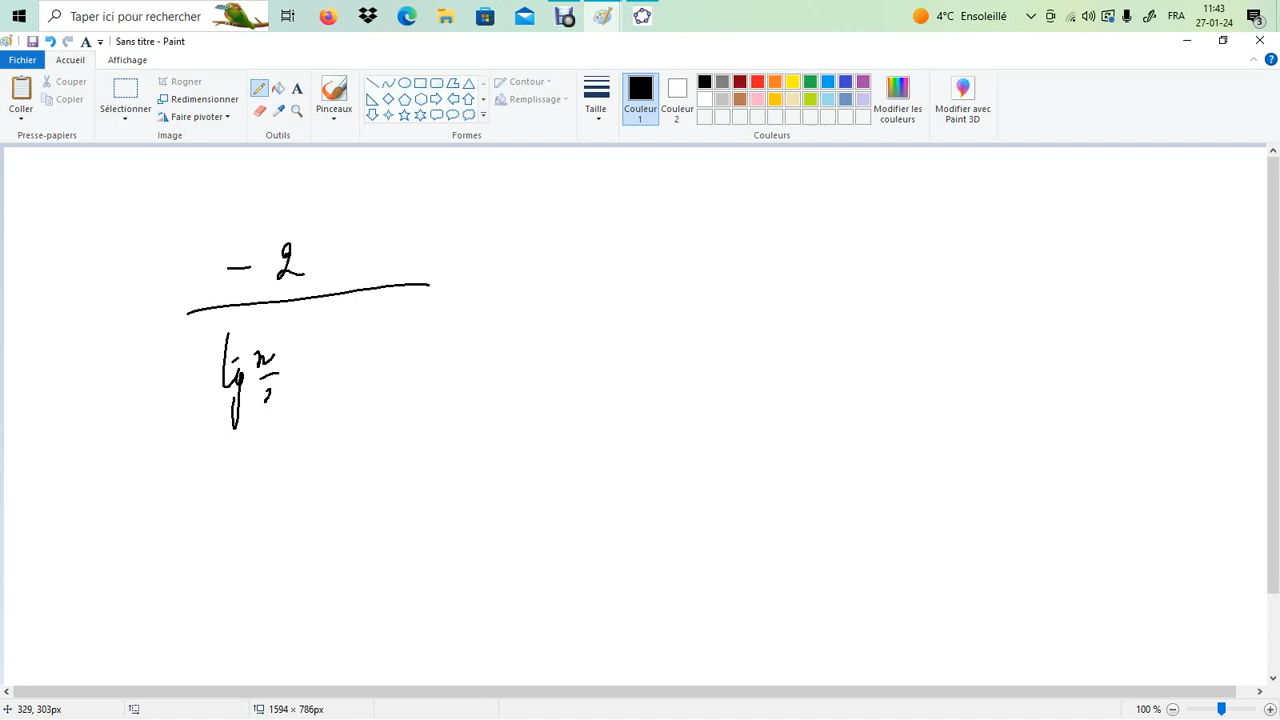 Taper ici pour rechercher
4°C Ensoleillé
FRA
11:43
27-01-24
3
Sans titre - Paint
Fichier
Accueil
Affichage
Coller
Couper
Copier
Presse-papiers
Sélectionner
Rogner
Redimensionner
Faire pivoter
Image
A
Outils
Pinceaux
Contour
Remplissage
Formes
Taille
Couleur 1
Couleur 2
Modifier les couleurs
Couleurs
Modifier avec Paint 3D
- 2
329, 303px
1594 × 786px
100 %